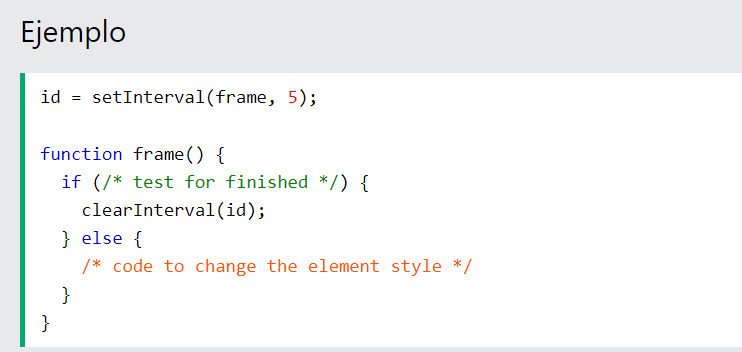 Ejemplo
id = setInterval(frame, 5);
function frame() {
  if (/* test for finished */) {
    clearInterval(id);
  } else {
    /* code to change the element style */
  }
}